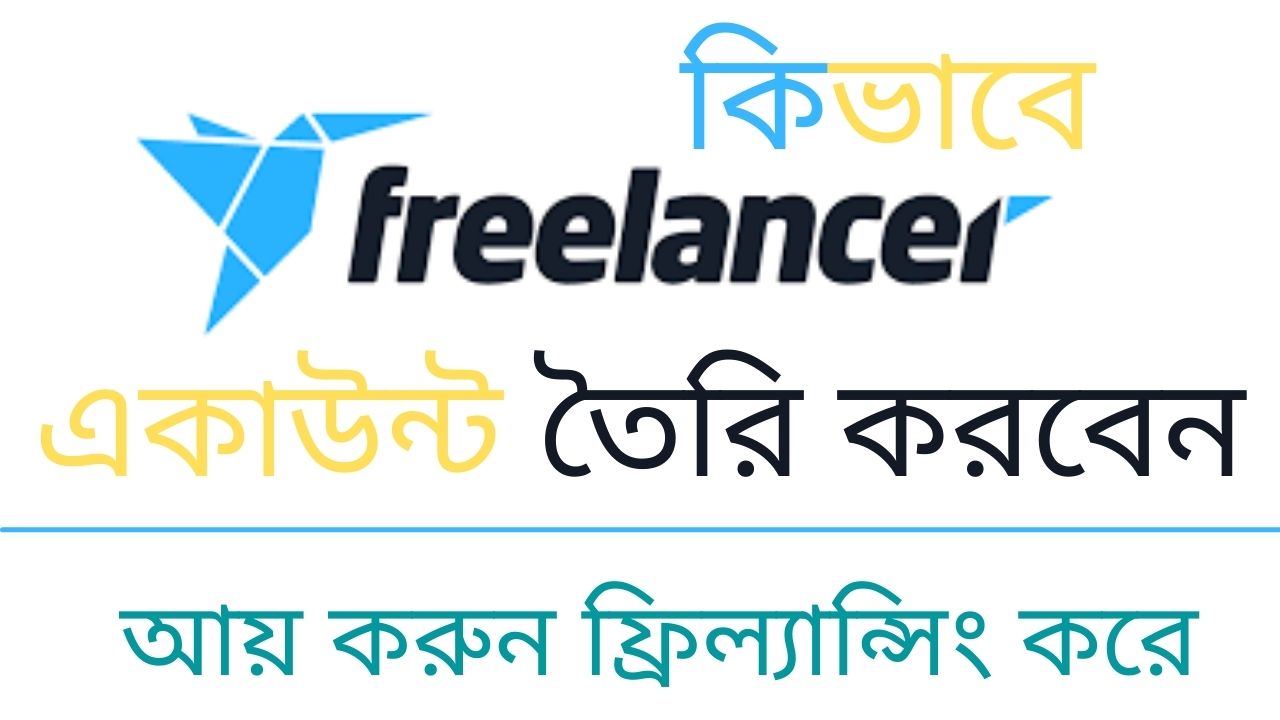 কিভাবে
freelancer
একাউন্ট তৈরি করবেন
আয় করুন ফ্রিল্যান্সিং করে